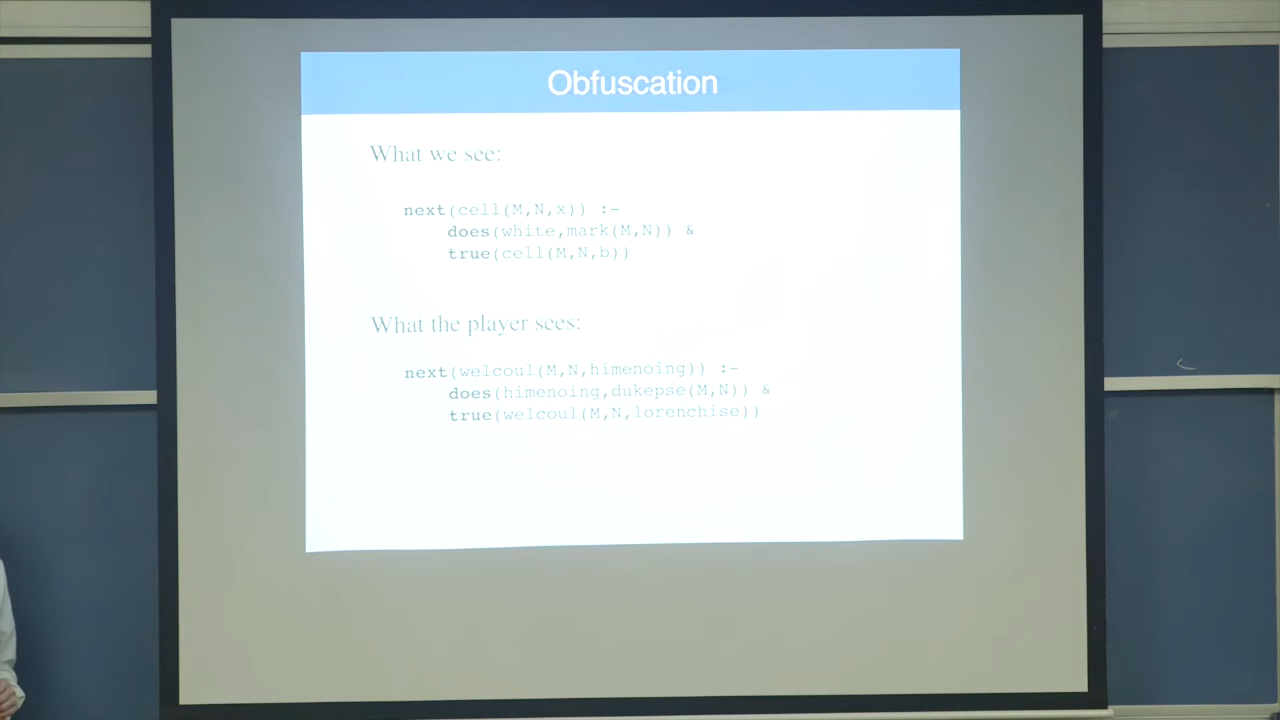 Obfuscation
What we see:
next(cell(M,N,x)) :-
does(white,mark(M,N)) &
true(cell(M,N,b))
What the player sees:
next(welcoul(M,N,himenoing)) :-
does(himenoing,dukepse(M,N)) &
true(welcoul(M,N,lorenchise))